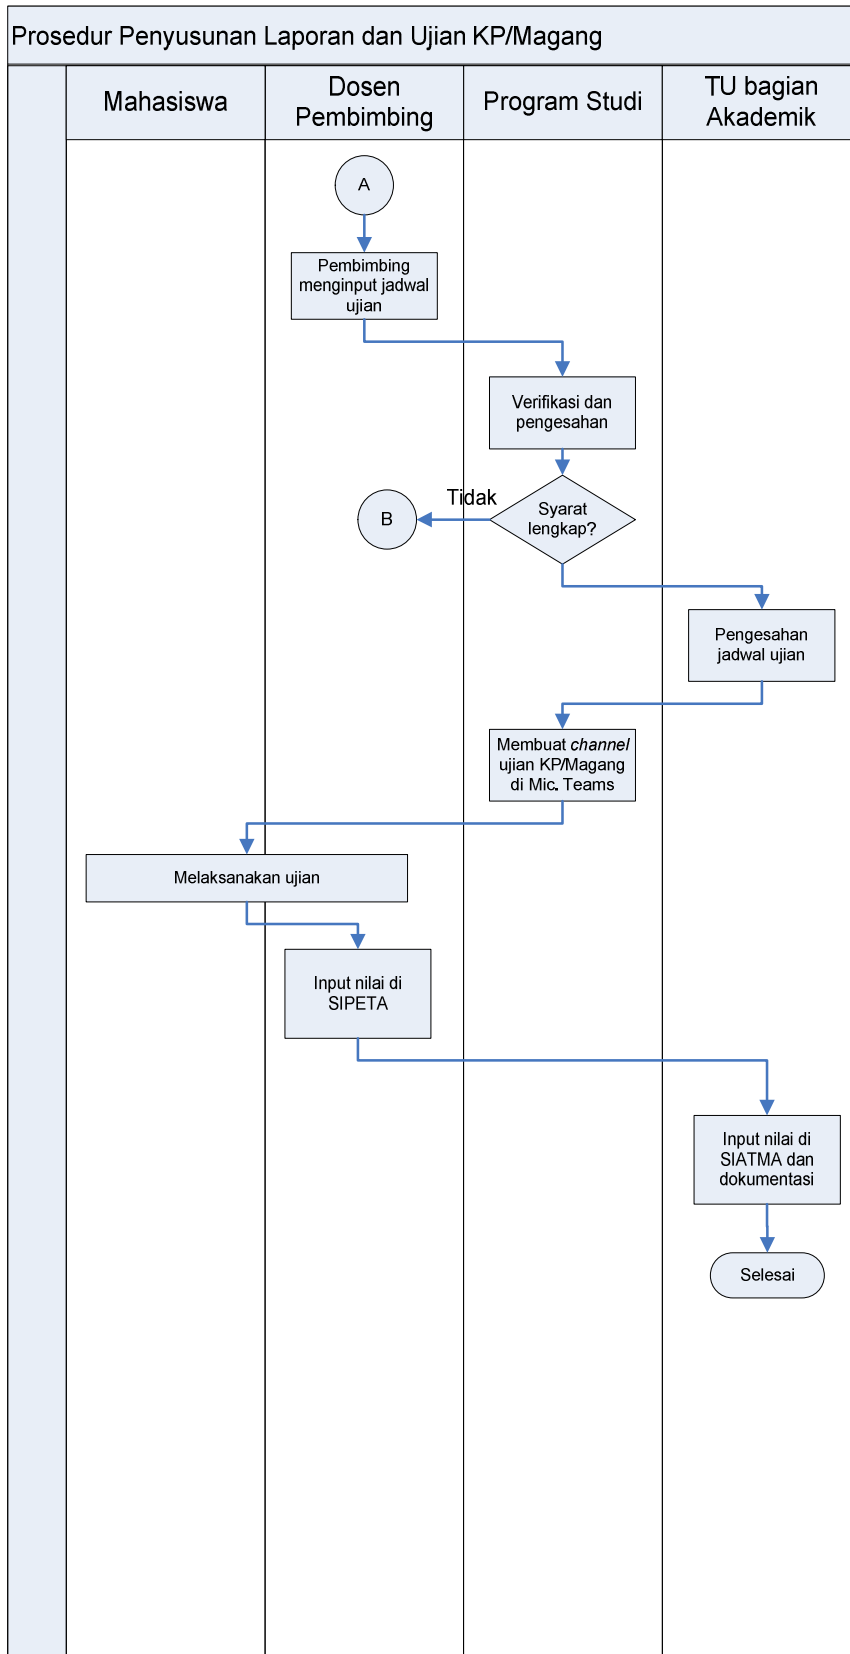 Prosedur Penyusunan Laporan dan Ujian KP/Magang
Mahasiswa
Dosen
Pembimbing
Program Studi
TU bagian
Akademik
A
Pembimbing
menginput jadwal
ujian
Verifikasi dan
pengesahan
Tidak
B
Syarat
lengkap?
Pengesahan
jadwal ujian
Membuat channel
ujian KP/Magang
di Mic. Teams
Melaksanakan ujian
Input nilai di
SIPETA
Input nilai di
SIATMA dan
dokumentasi
Selesai